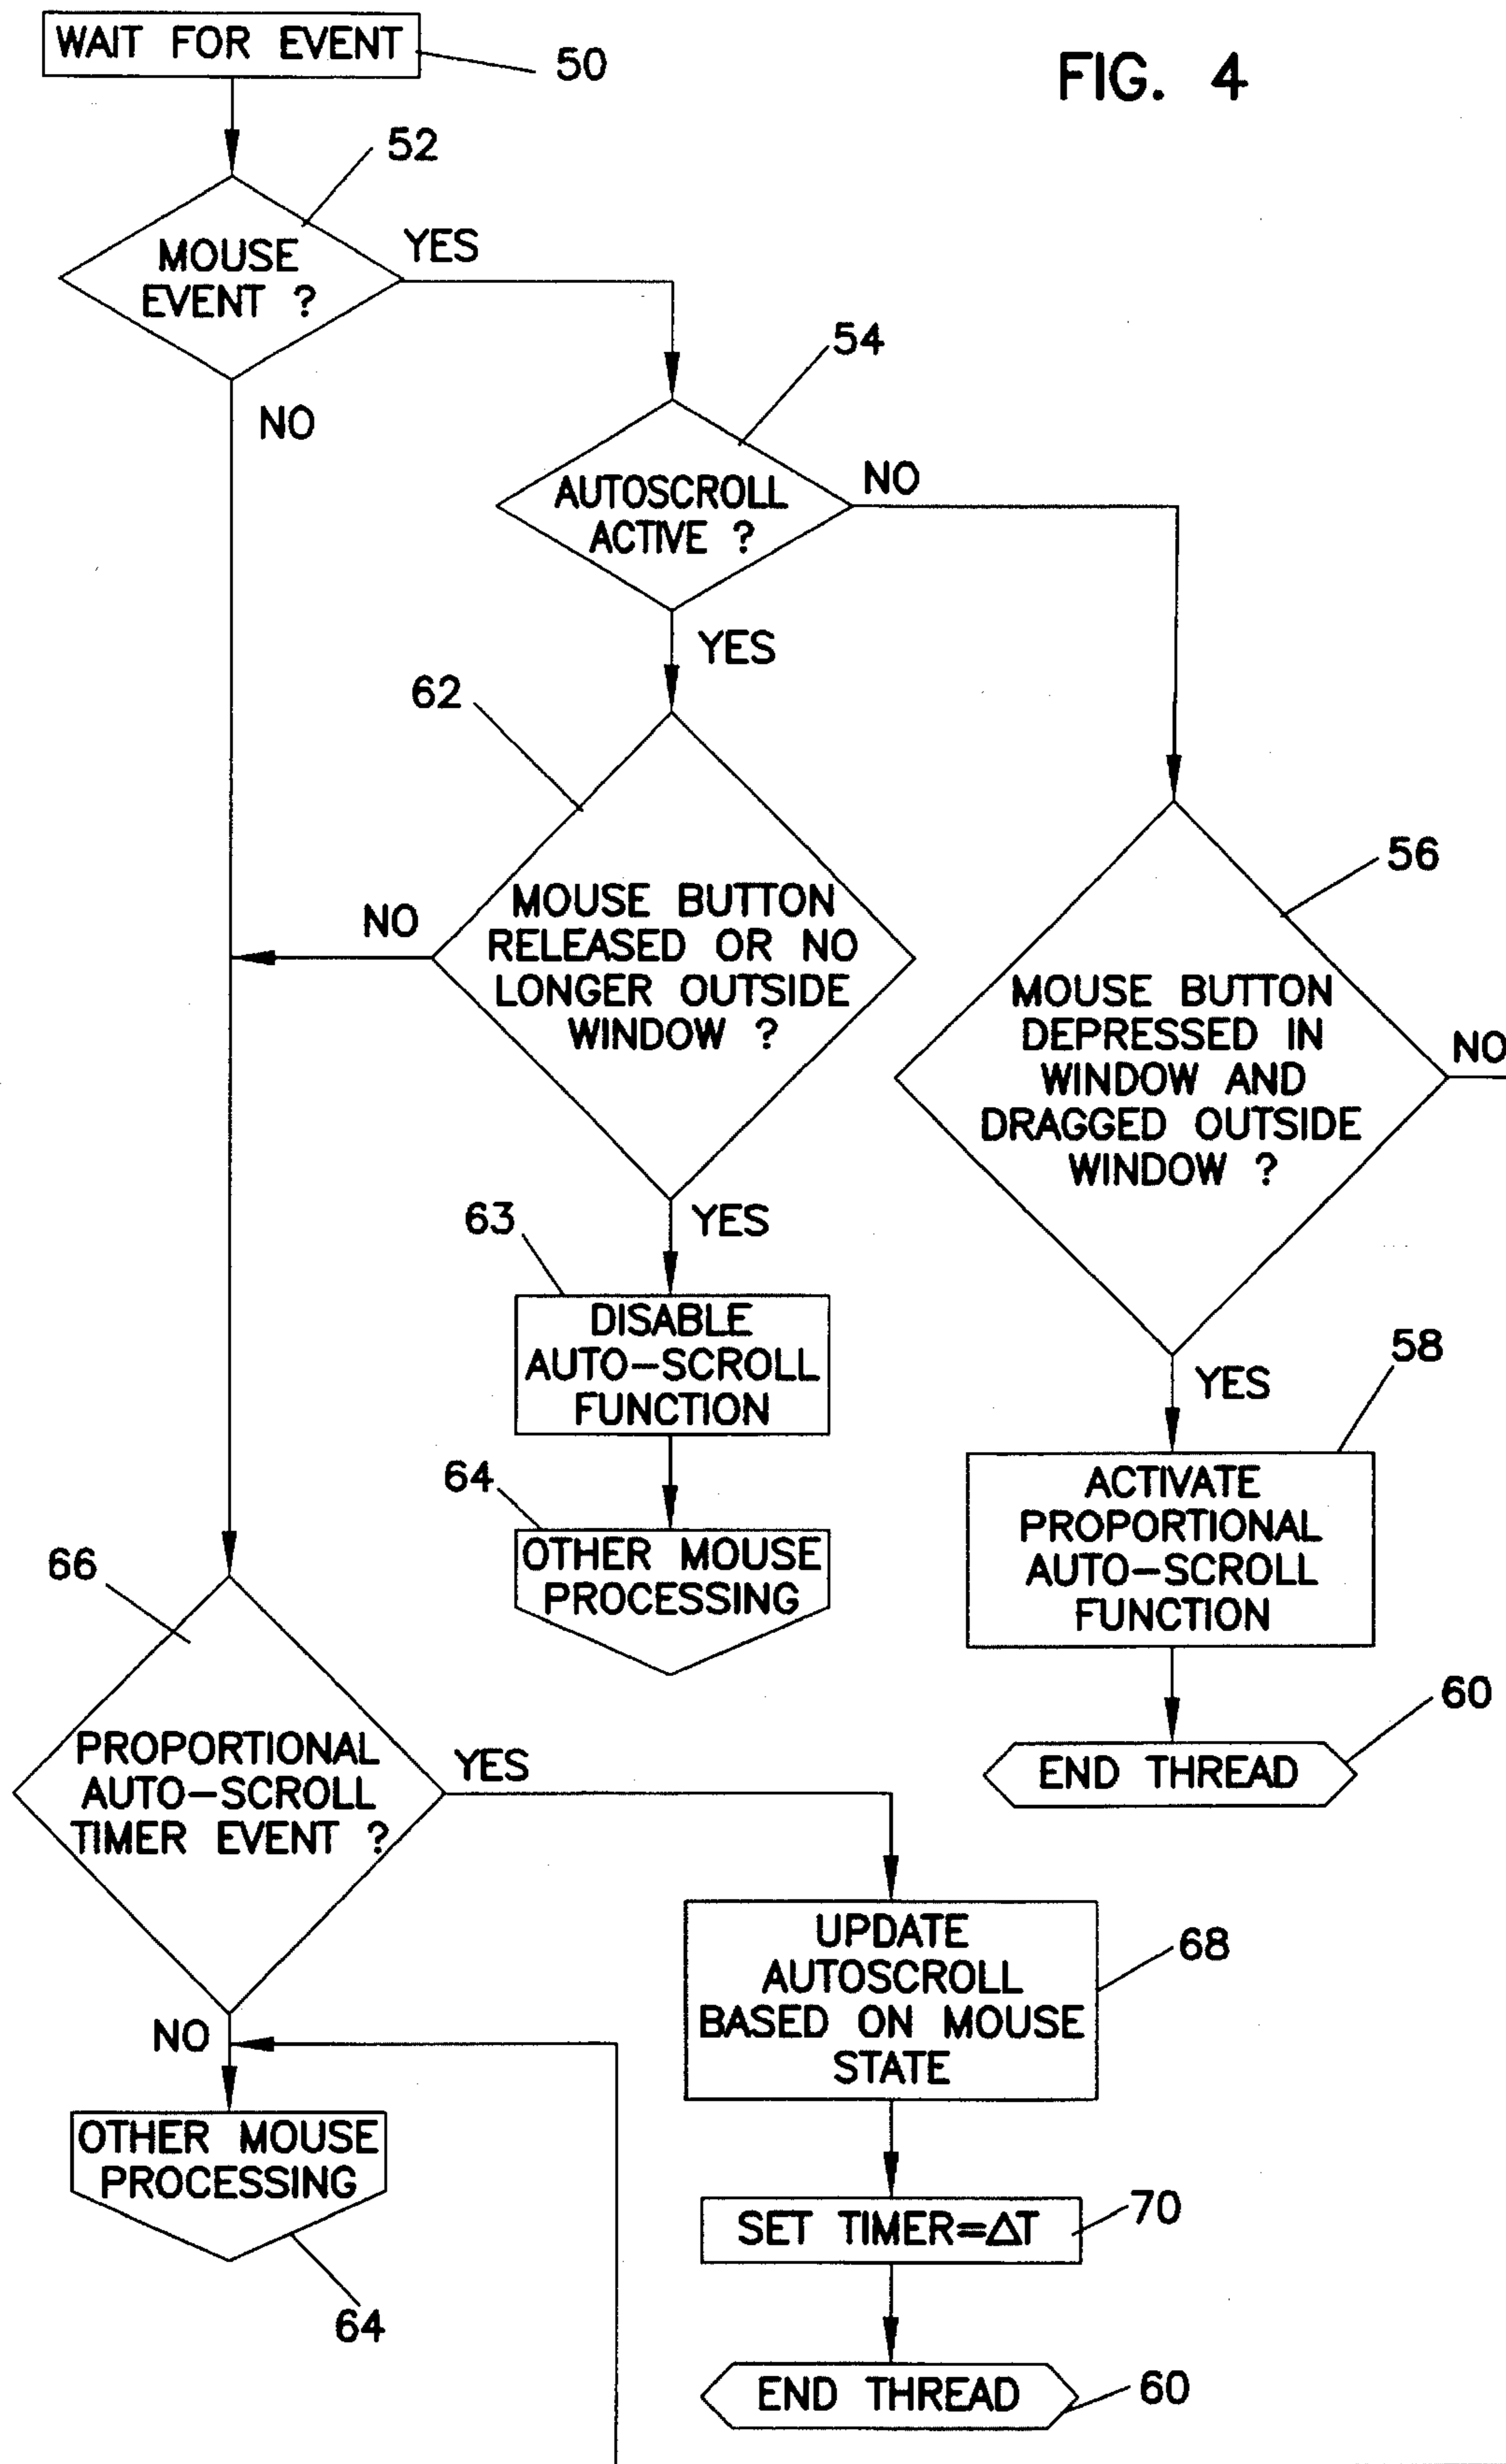 WAIT FOR EVENT
50
FIG. 4
52
MOUSE
EVENT ?
YES
NO
54
AUTOSCROLL
ACTIVE ?
NO
YES
62
MOUSE BUTTON
RELEASED OR NO
LONGER OUTSIDE
WINDOW ?
NO
YES
56
MOUSE BUTTON
DEPRESSED IN
WINDOW AND
DRAGGED OUTSIDE
WINDOW ?
NO
YES
63
DISABLE
AUTO-SCROLL
FUNCTION
58
ACTIVATE
PROPORTIONAL
AUTO-SCROLL
FUNCTION
64
OTHER MOUSE
PROCESSING
60
END THREAD
66
PROPORTIONAL
AUTO-SCROLL
TIMER EVENT ?
YES
NO
68
UPDATE
AUTOSCROLL
BASED ON MOUSE
STATE
OTHER MOUSE
PROCESSING
64
70
SET TIMER=ΔT
END THREAD
60